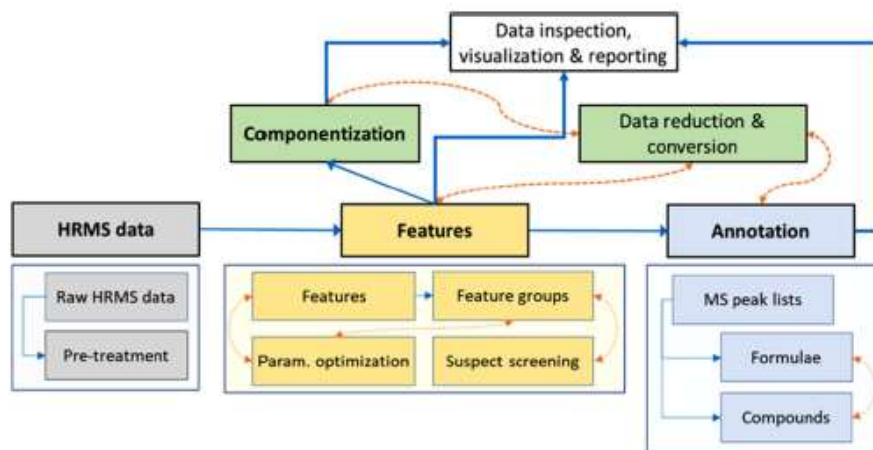 Data inspection,
visualization & reporting
Componentization
Data reduction &
conversion
HRMS data
Features
Annotation
Raw HRMS data
Pre-treatment
Features
Feature groups
Param. optimization
Suspect screening
MS peak lists
Formulae
Compounds